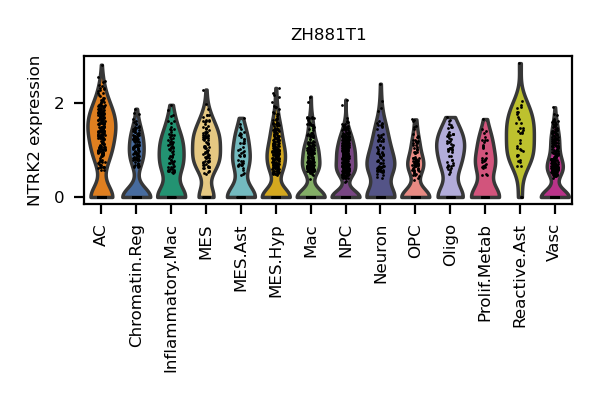 ZH881T1
NTRK2 expression
2
0
AC
Chromatin.Reg
Inflammatory.Mac
MES
MES.Ast
MES.Hyp
Mac
NPC
Neuron
OPC
Oligo
Prolif.Metab
Reactive.Ast
Vasc